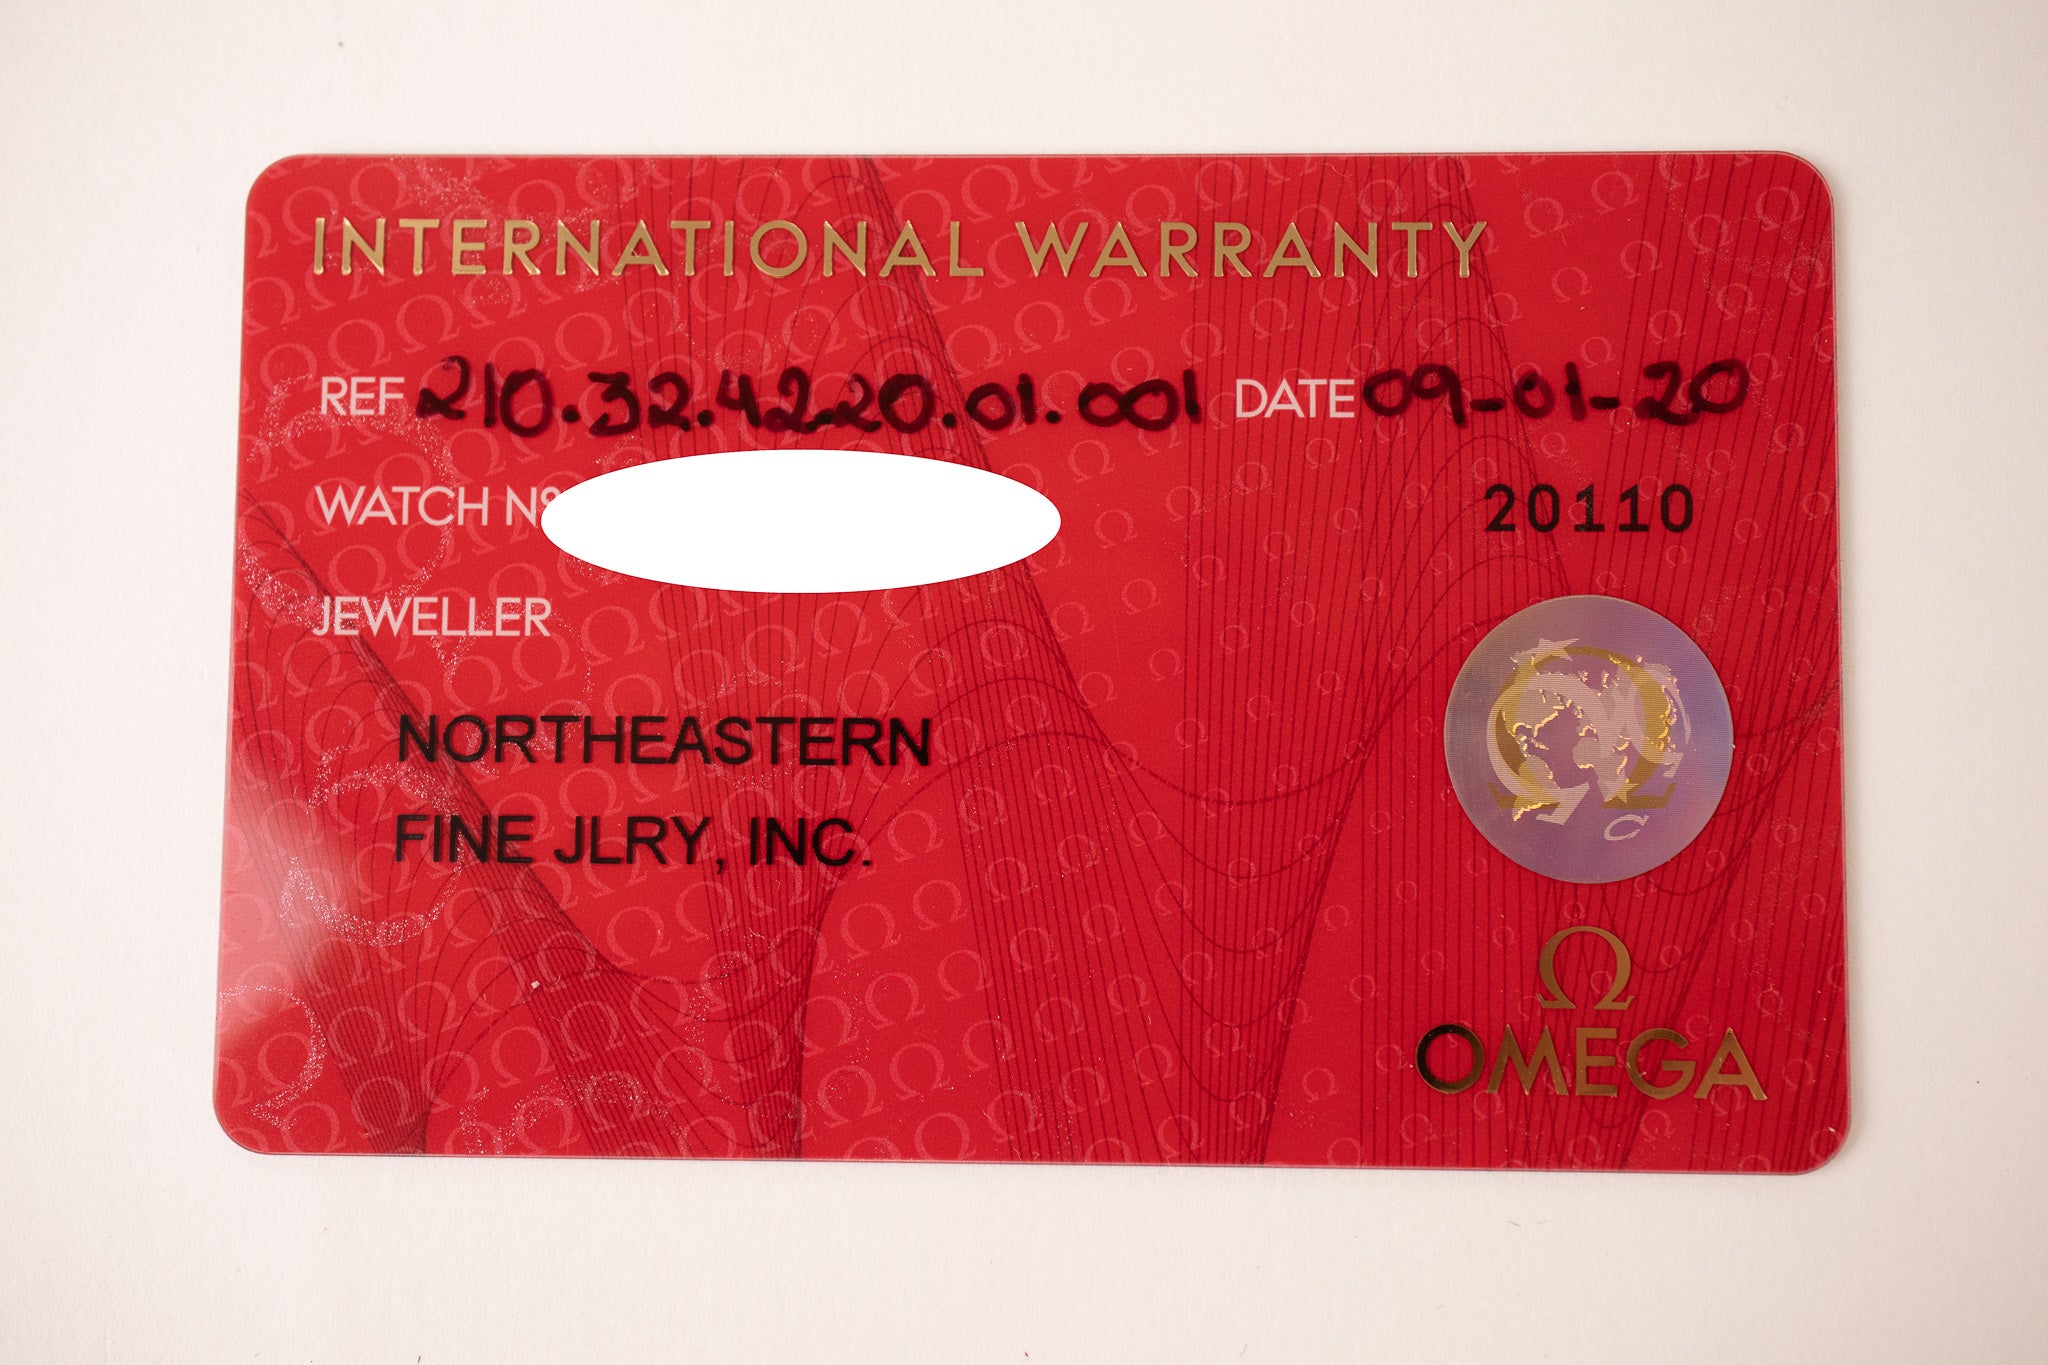 INTERNATIONAL WARRANTY
REF 210.32.42.20.01.001 DATE 09-01-20
WATCH Nº
20110
JEWELLER
NORTHEASTERN
FINE JLRY, INC.
Ω
OMEGA